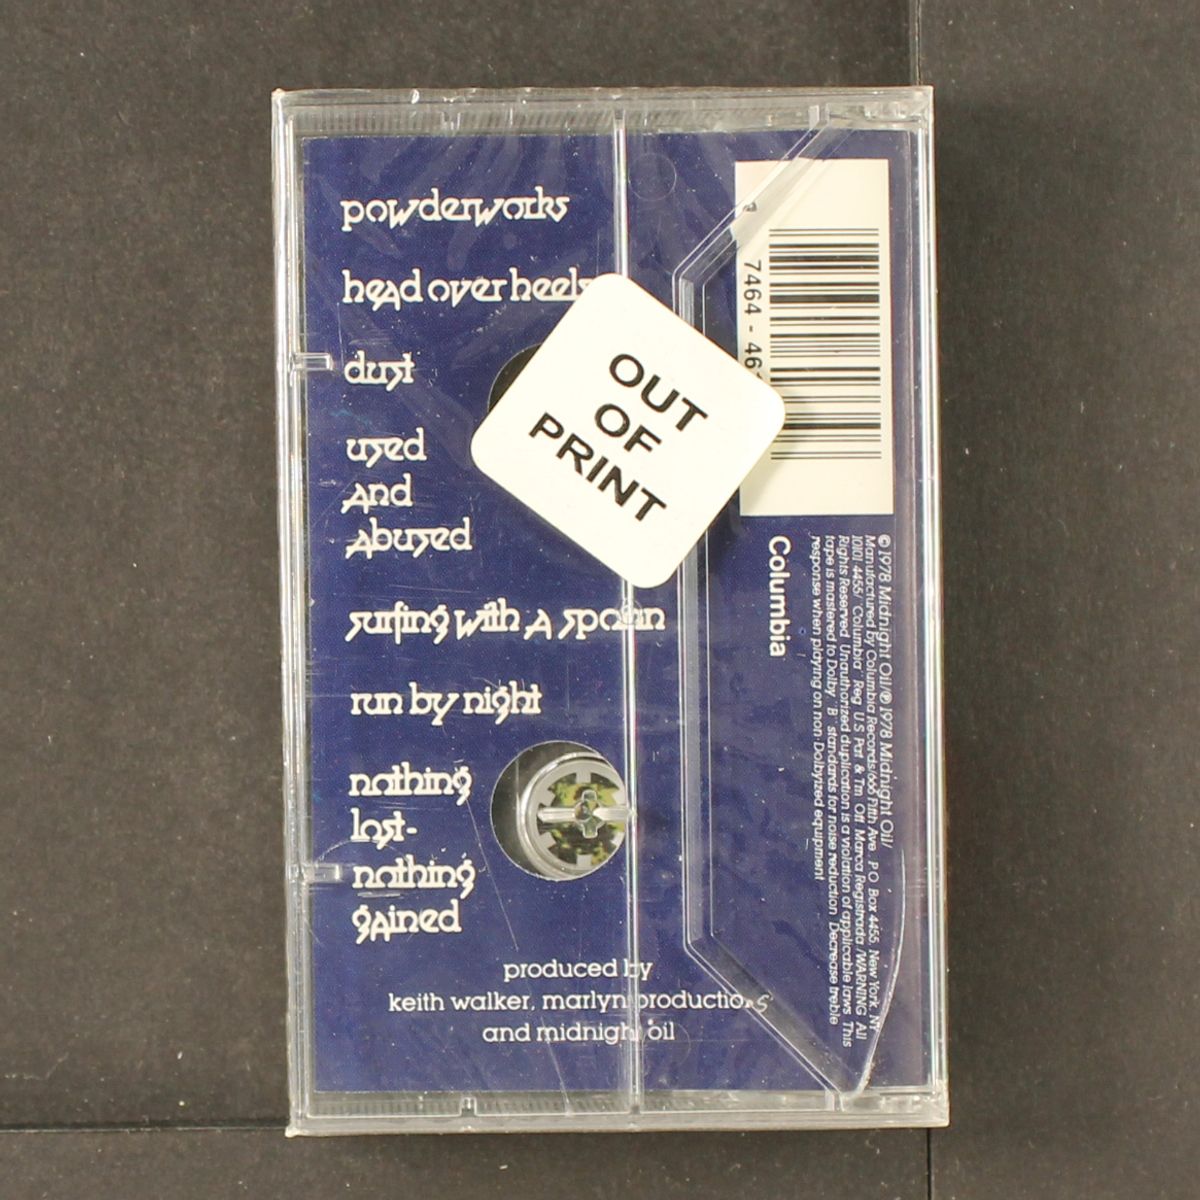 powderworks
head over heels
dust
used
and
abused
surfing with a spoon
run by night
nothing
lost-
nothing
gained
produced by
keith walker, marlyn productions
and midnight oil
OUT
OF
PRINT
7464 - 46
Columbia
© 1978 Midnight Oil/℗ 1978 Midnight Oil/
Manufactured by Columbia Records/666 Fifth Ave. P.O. Box 4455, New York, NY
10101-4455/"Columbia" Reg. U.S. Pat. & Tm. Off. Marca Registrada./WARNING: All
Rights Reserved. Unauthorized duplication is a violation of applicable laws. This
tape is mastered to Dolby "B" standards for noise reduction. Decrease treble
response when playing on non-Dolbyized equipment.